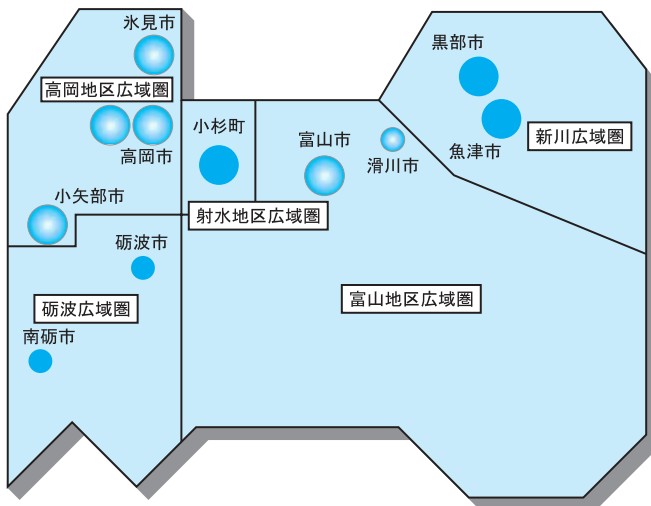 氷見市
高岡地区広域圏
高岡市
小矢部市
小杉町
射水地区広域圏
富山市
滑川市
黒部市
魚津市
新川広域圏
砺波市
砺波広域圏
南砺市
富山地区広域圏